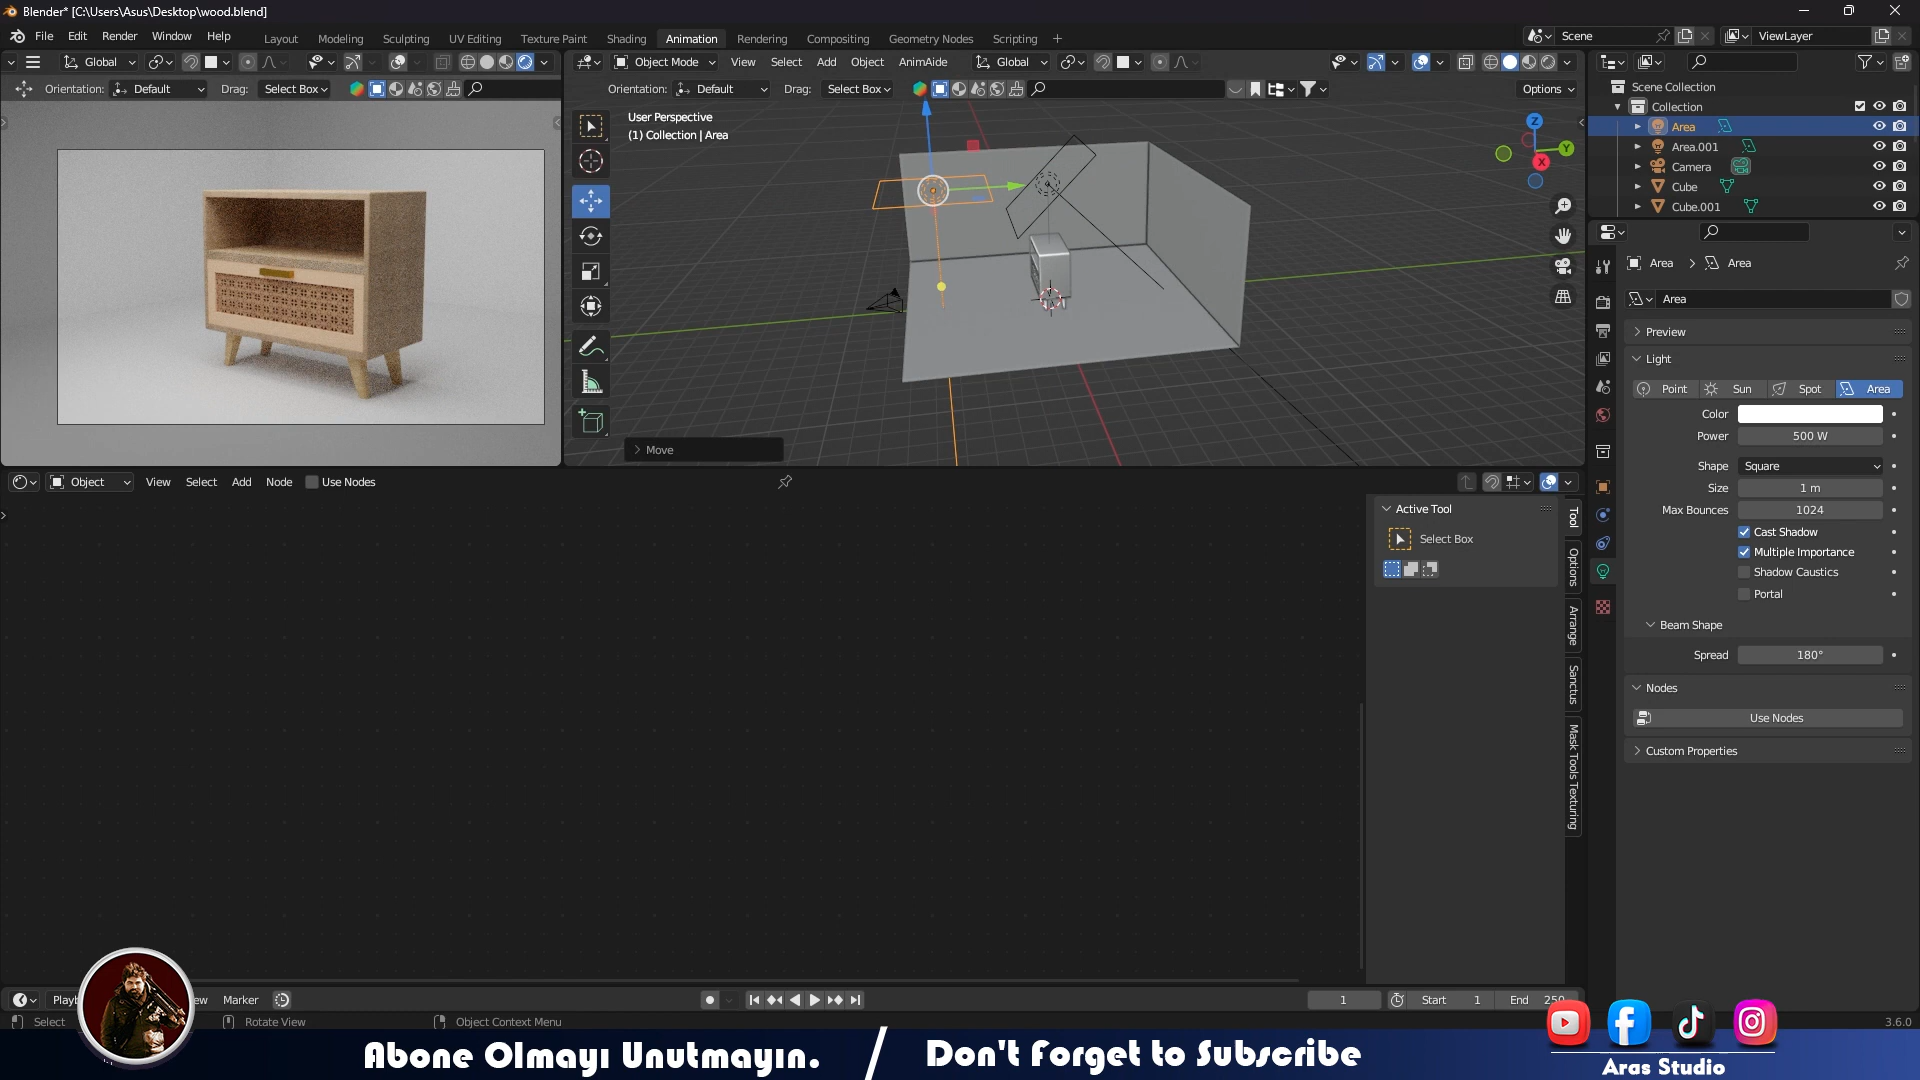 Blender* [C:\Users\Asus\Desktop\wood.blend]
File Edit Render Window Help Layout Modeling Sculpting UV Editing Texture Paint Shading Animation Rendering Compositing Geometry Nodes Scripting + Scene ViewLayer
Global
Orientation: Default Drag: Select Box
Object Mode View Select Add Object AnimAide Global
Orientation: Default Drag: Select Box Options
User Perspective
(1) Collection | Area
Z
Y
X
Move
Scene Collection
Collection
Area
Area.001
Camera
Cube
Cube.001
Area > Area
Area
Preview
Light
Point Sun Spot Area
Color
Power 500 W
Shape Square
Size 1 m
Max Bounces 1024
Cast Shadow
Multiple Importance
Shadow Caustics
Portal
Beam Shape
Spread 180°
Nodes
Use Nodes
Custom Properties
Object View Select Add Node Use Nodes
Active Tool
Select Box
Tool
Options
Arrange
Sanctus
Mask Tools Texturing
Marker
1 Start 1 End 250
Select Rotate View Object Context Menu 3.6.0
Abone Olmayı Unutmayın. / Don't Forget to Subscribe
Aras Studio